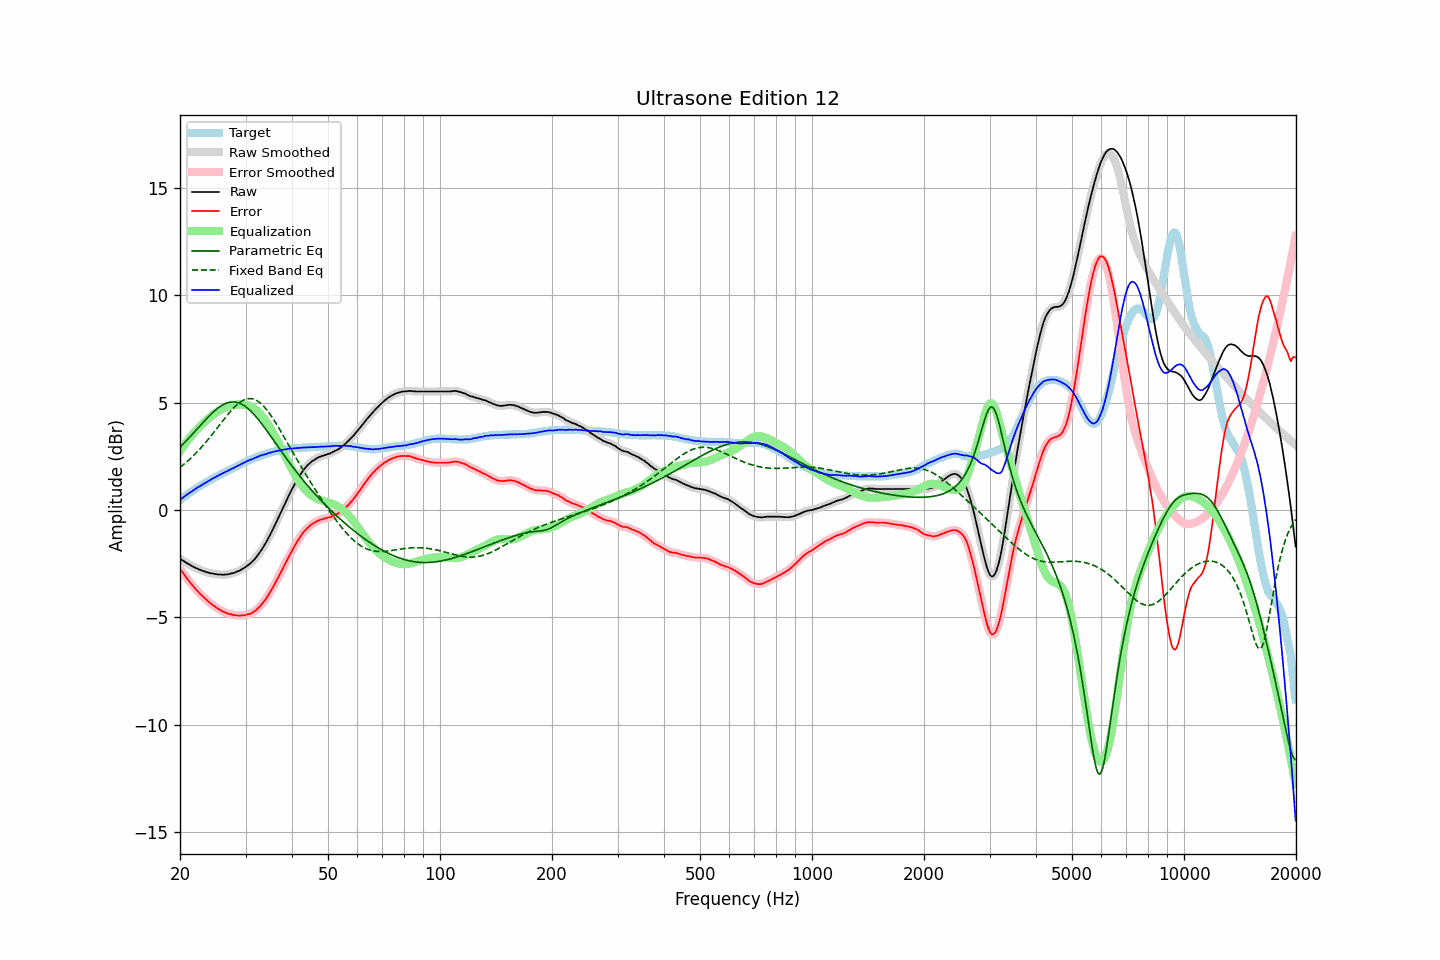 Ultrasone Edition 12
Target
Raw Smoothed
Error Smoothed
Raw
Error
Equalization
Parametric Eq
Fixed Band Eq
Equalized
15
10
5
0
−5
−10
−15
Amplitude (dBr)
20
50
100
200
500
1000
2000
5000
10000
20000
Frequency (Hz)